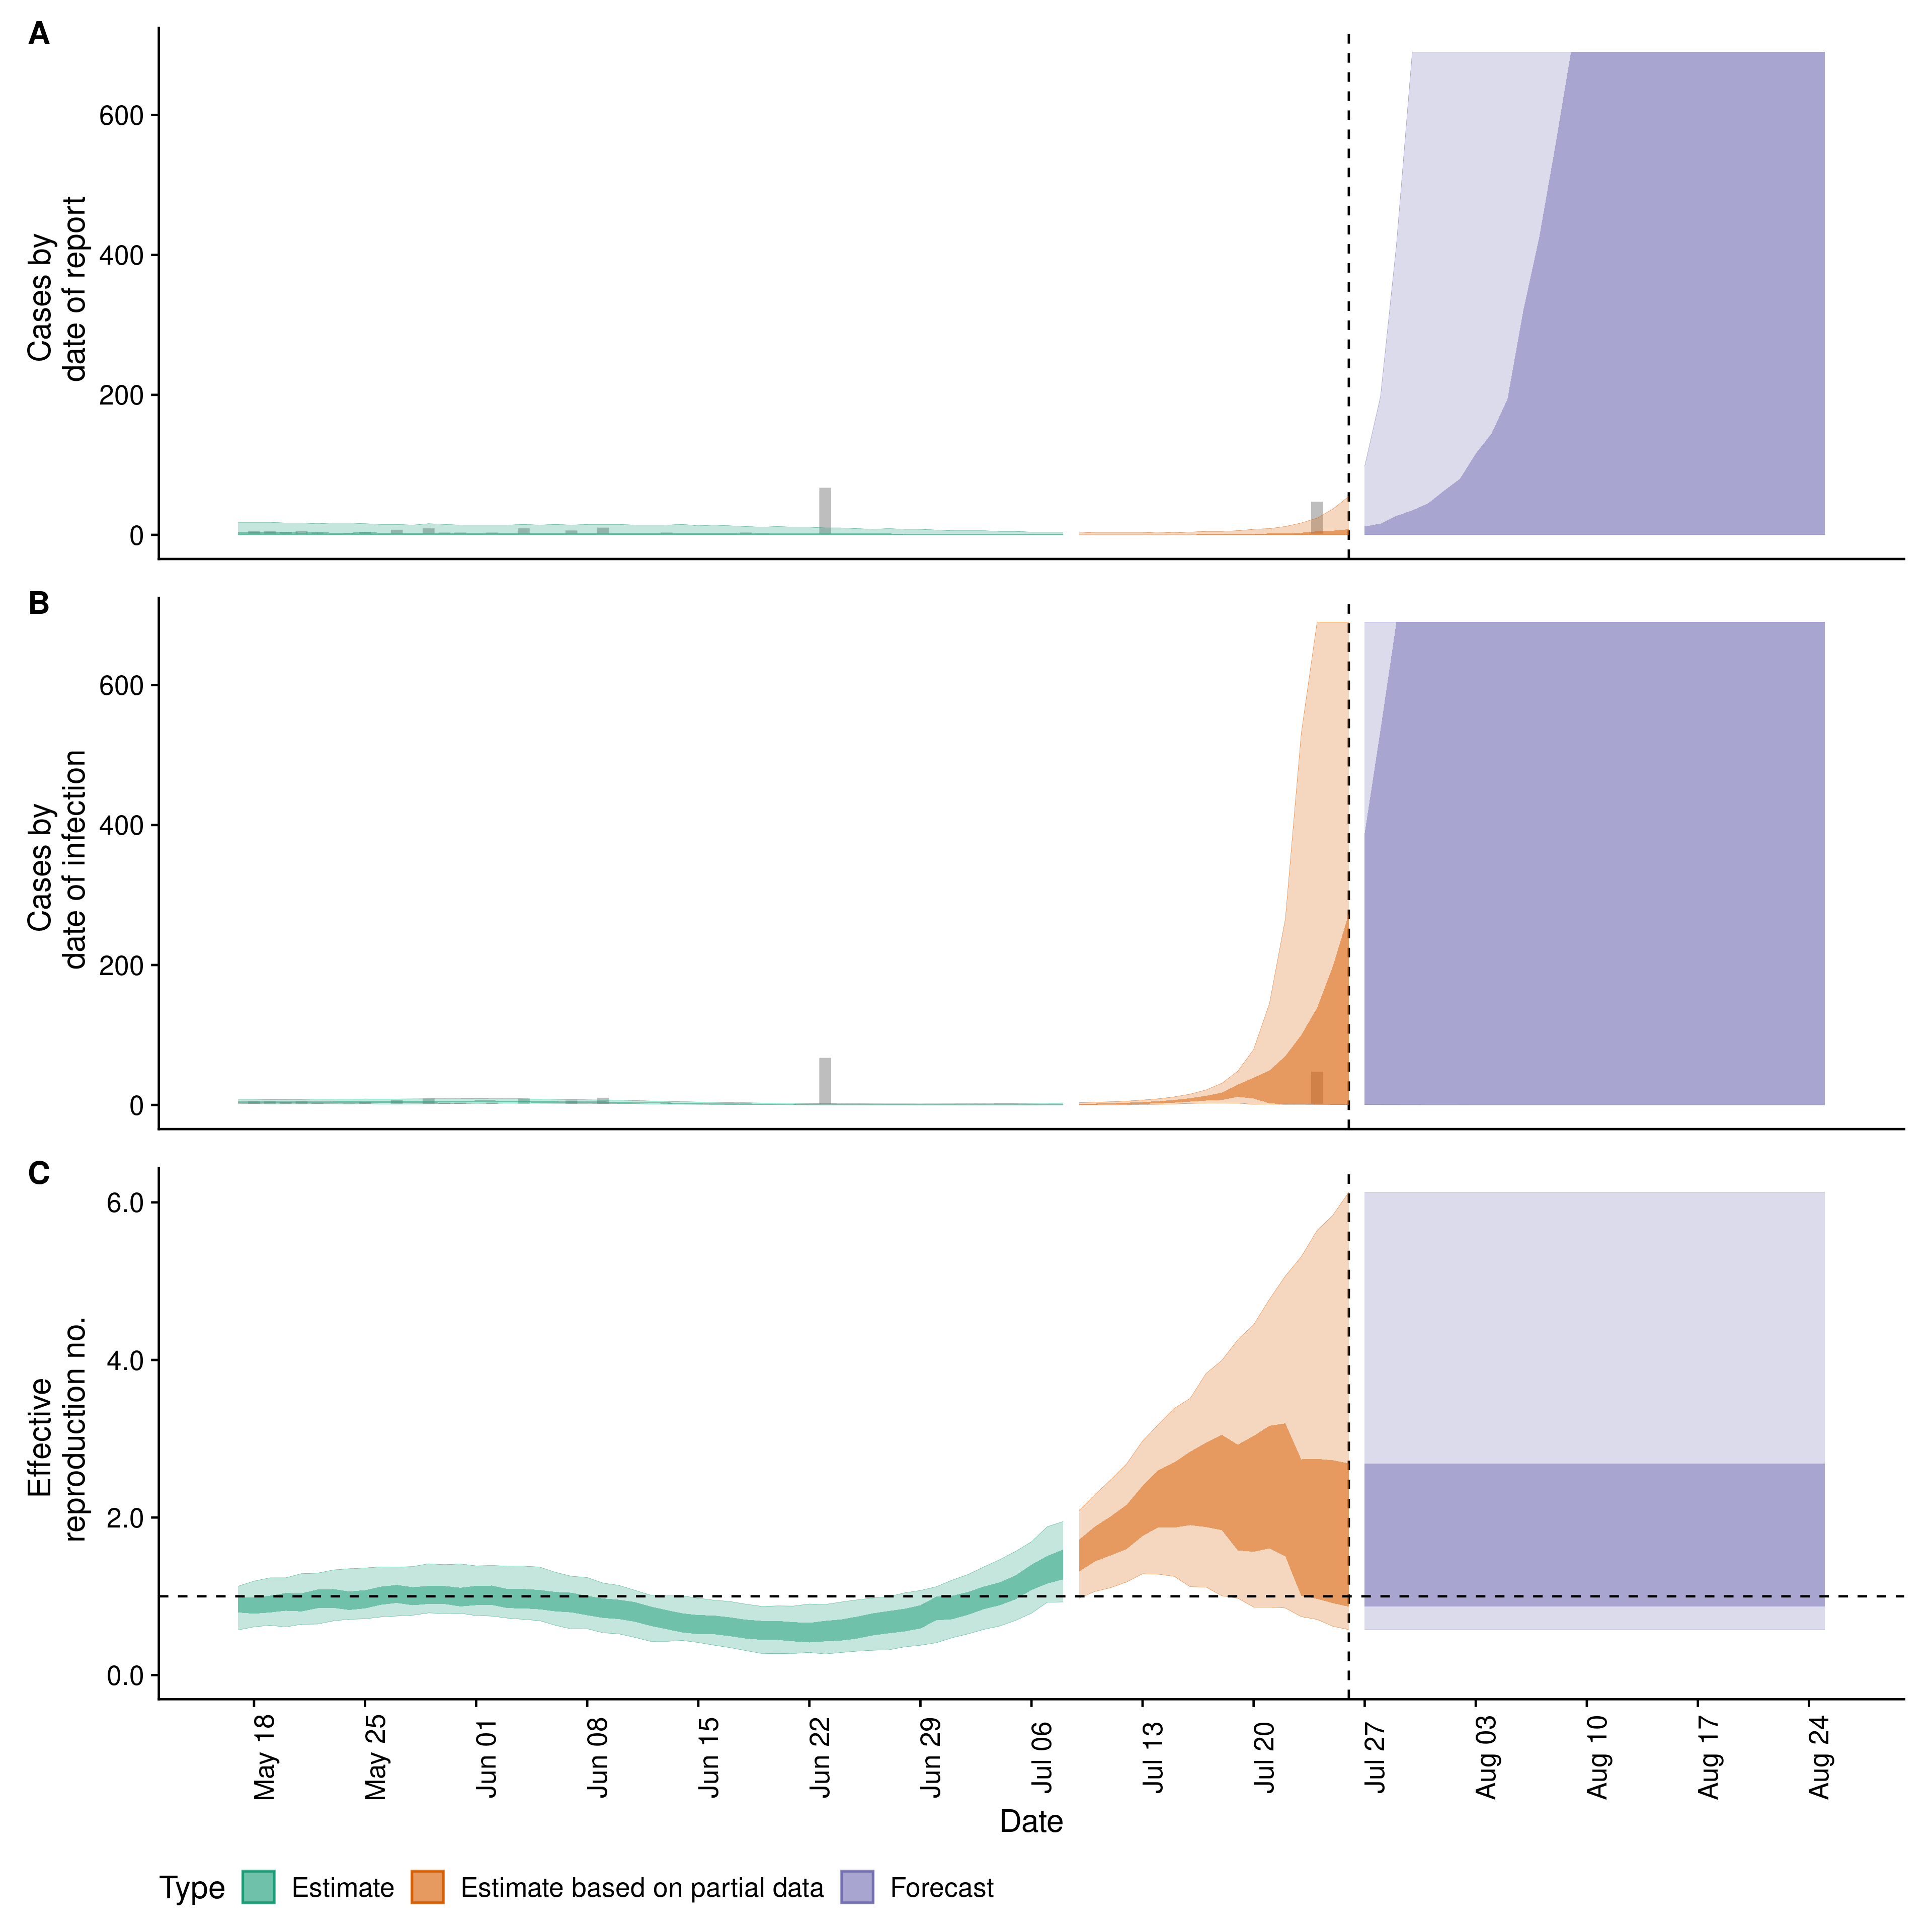 A
Cases by
date of report
600
400
200
0
B
Cases by
date of infection
600
400
200
0
C
Effective
reproduction no.
6.0
4.0
2.0
0.0
May 18
May 25
Jun 01
Jun 08
Jun 15
Jun 22
Jun 29
Jul 06
Jul 13
Jul 20
Jul 27
Aug 03
Aug 10
Aug 17
Aug 24
Date
Type Estimate Estimate based on partial data Forecast